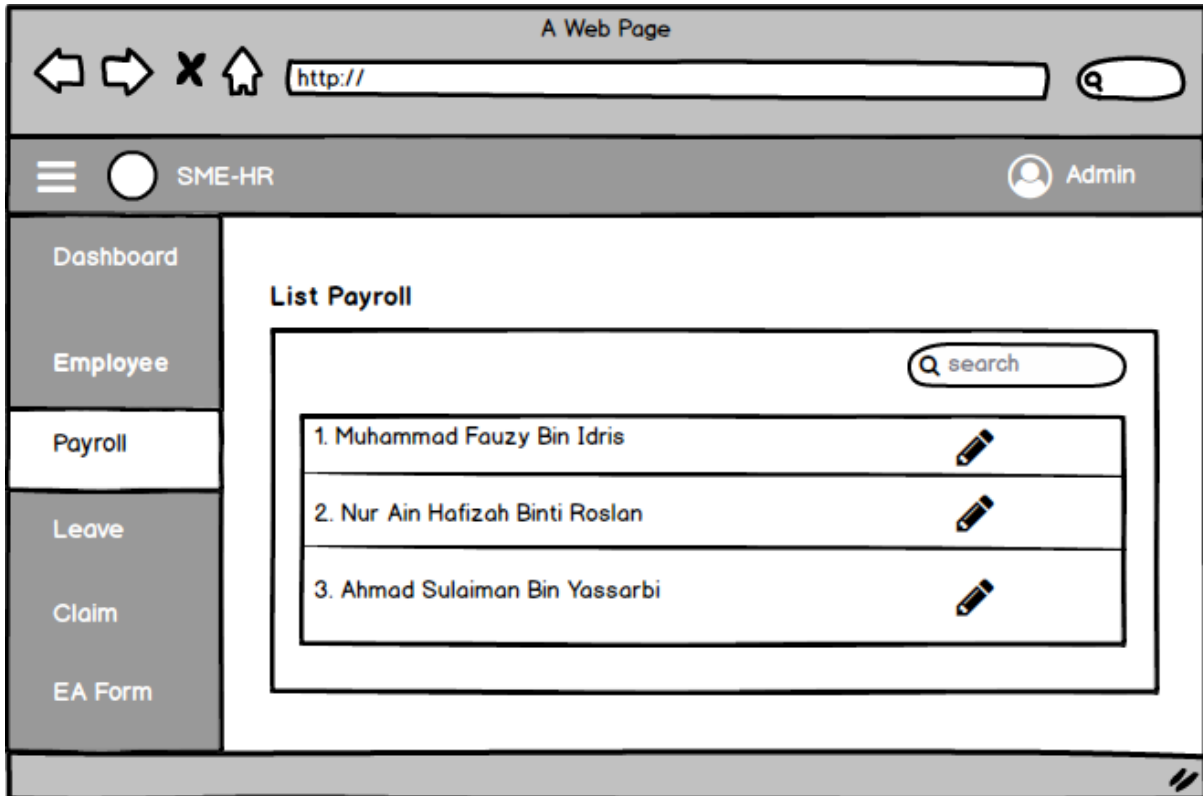 A Web Page
http://
SME-HR
Admin
Dashboard
Employee
Payroll
Leave
Claim
EA Form
List Payroll
search
1. Muhammad Fauzy Bin Idris
2. Nur Ain Hafizah Binti Roslan
3. Ahmad Sulaiman Bin Yassarbi